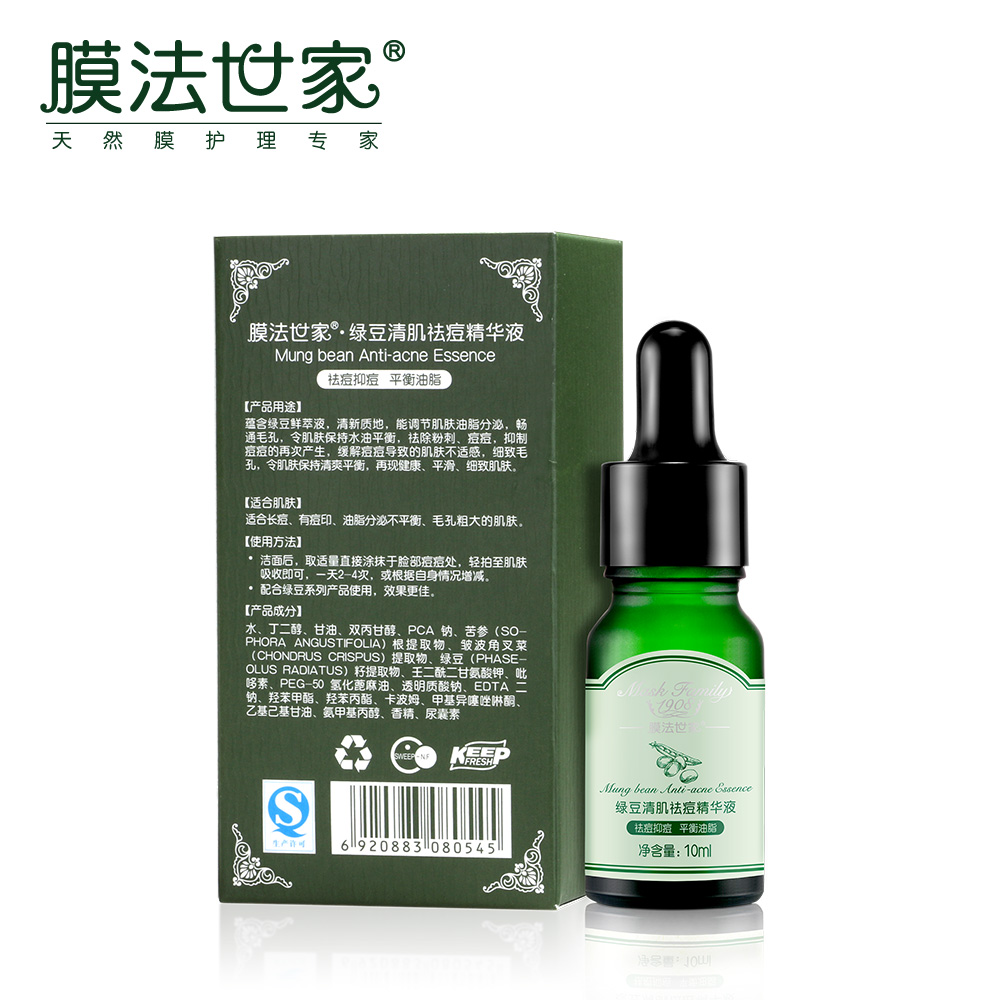 膜法世家®
天然膜护理专家
膜法世家®·绿豆清肌祛痘精华液
Mung bean Anti-acne Essence
祛痘抑痘 平衡油脂
【产品用途】
蕴含绿豆鲜萃液，清新质地，能调节肌肤油脂分泌，畅
通毛孔，令肌肤保持水油平衡，祛除粉刺、痘痘，抑制
痘痘的再次产生，缓解痘痘导致的肌肤不适感，细致毛
孔，令肌肤保持清爽平衡，再现健康、平滑、细致肌肤。
【适合肌肤】
适合长痘、有痘印、油脂分泌不平衡、毛孔粗大的肌肤。
【使用方法】
• 洁面后，取适量直接涂抹于脸部痘痘处，轻拍至肌肤
吸收即可，一天2-4次，或根据自身情况增减。
• 配合绿豆系列产品使用，效果更佳。
【产品成分】
水、丁二醇、甘油、双丙甘醇、PCA 钠、苦参（SO-
PHORA ANGUSTIFOLIA）根提取物、皱波角叉菜
（CHONDRUS CRISPUS）提取物、绿豆（PHASE-
OLUS RADIATUS）籽提取物、壬二酰二甘氨酸钾、吡
哆素、PEG-50 氢化蓖麻油、透明质酸钠、EDTA 二
钠、羟苯甲酯、羟苯丙酯、卡波姆、甲基异噻唑啉酮、
乙基己基甘油、氨甲基丙醇、香精、尿囊素
SWEEP N.F
KEEP
FRESH
QS
生产许可
6 920883 080545
Mask Family
1908
膜法世家
Mung bean Anti-acne Essence
绿豆清肌祛痘精华液
祛痘抑痘 平衡油脂
净含量：10ml